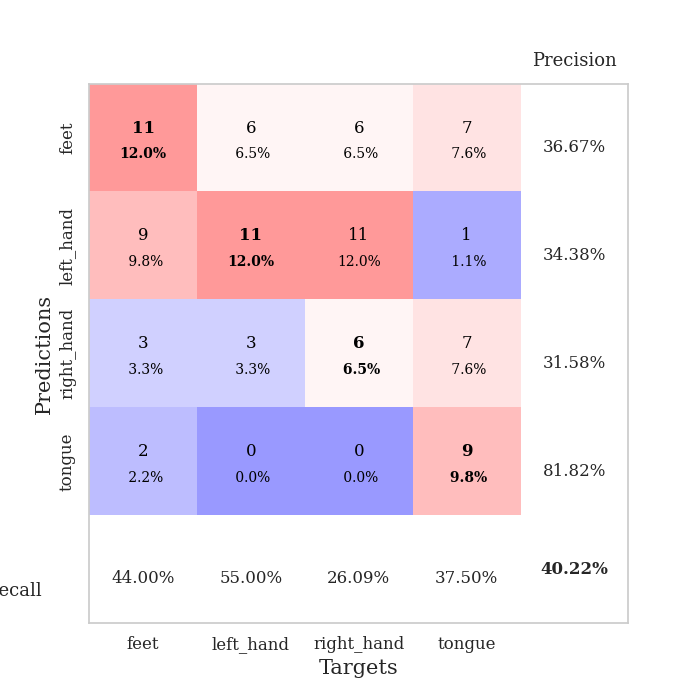 Precision
feet
11 6 6 7
12.0% 6.5% 6.5% 7.6%
36.67%
left_hand
9 11 11 1
9.8% 12.0% 12.0% 1.1%
34.38%
Predictions
right_hand
3 3 6 7
3.3% 3.3% 6.5% 7.6%
31.58%
tongue
2 0 0 9
2.2% 0.0% 0.0% 9.8%
81.82%
ecall
44.00% 55.00% 26.09% 37.50% 40.22%
feet left_hand right_hand tongue
Targets